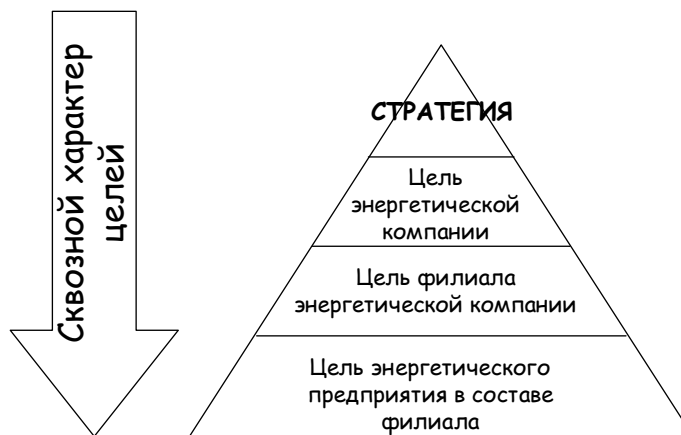 Сквозной характер
целей
СТРАТЕГИЯ
Цель
энергетической
компании
Цель филиала
энергетической компании
Цель энергетического
предприятия в составе
филиала